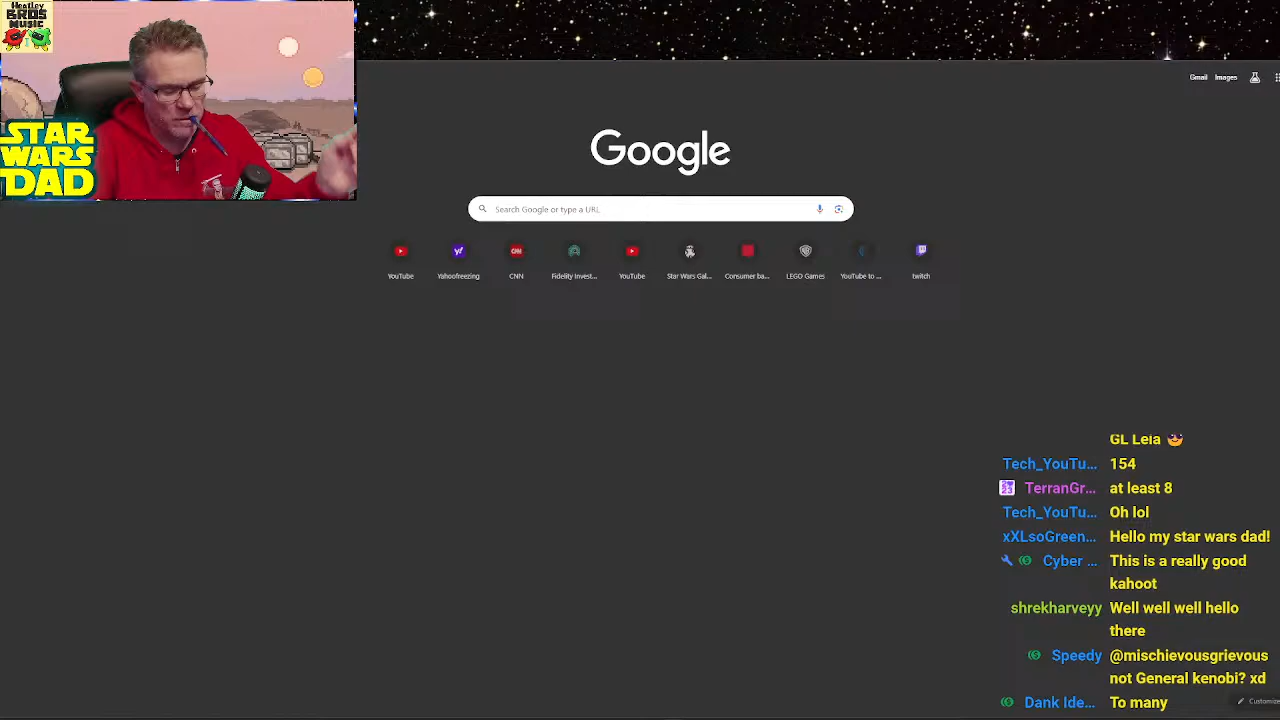 Heatley
BROS
MUSIC
STAR
WARS
DAD
Gmail Images
Google
Search Google or type a URL
YouTube
Yahoofreezing
CNN
Fidelity Invest...
YouTube
Star Wars Gal...
Consumer ba...
LEGO Games
YouTube to ...
twitch
GL Leia
Tech_YouTu... 154
TerranGr... at least 8
Tech_YouTu... Oh lol
xXLsoGreen... Hello my star wars dad!
Cyber ... This is a really good
kahoot
shrekharveyy Well well well hello
there
Speedy @mischievousgrievous
not General kenobi? xd
Dank Ide... To many
Customize